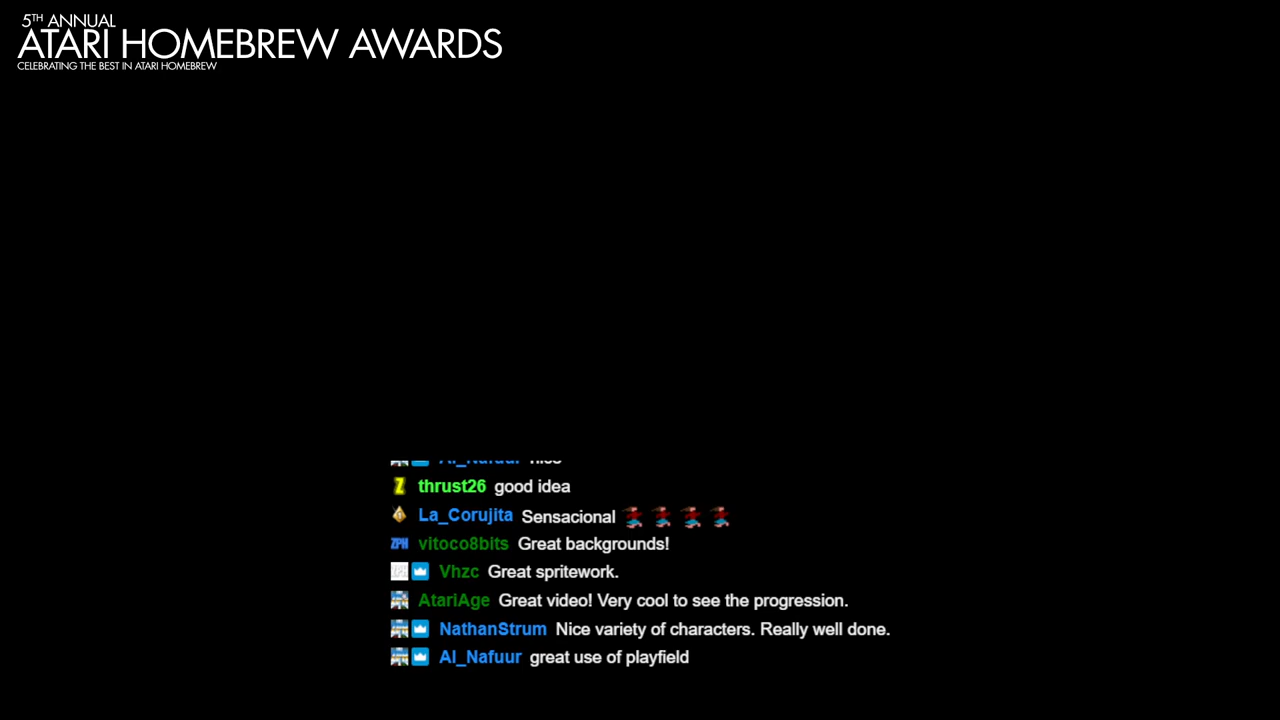 5TH ANNUAL
ATARI HOMEBREW AWARDS
CELEBRATING THE BEST IN ATARI HOMEBREW
Al_Nafuur nice
thrust26 good idea
La_Corujita Sensacional
vitoco8bits Great backgrounds!
Vhzc Great spritework.
AtariAge Great video! Very cool to see the progression.
NathanStrum Nice variety of characters. Really well done.
Al_Nafuur great use of playfield